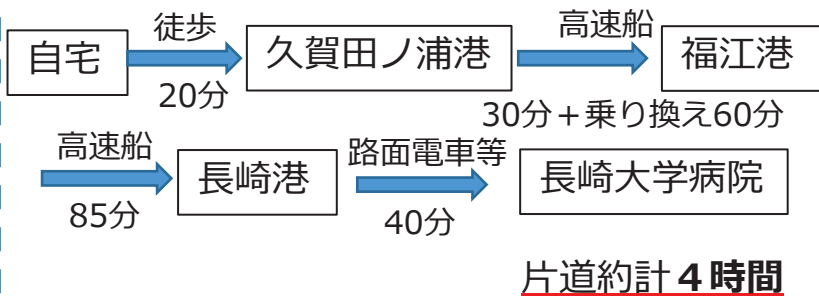 徒歩 高速船
自宅 久賀田ノ浦港 福江港
20分 30分＋乗り換え60分
高速船 路面電車等
長崎港 長崎大学病院
85分 40分
片道約計４時間